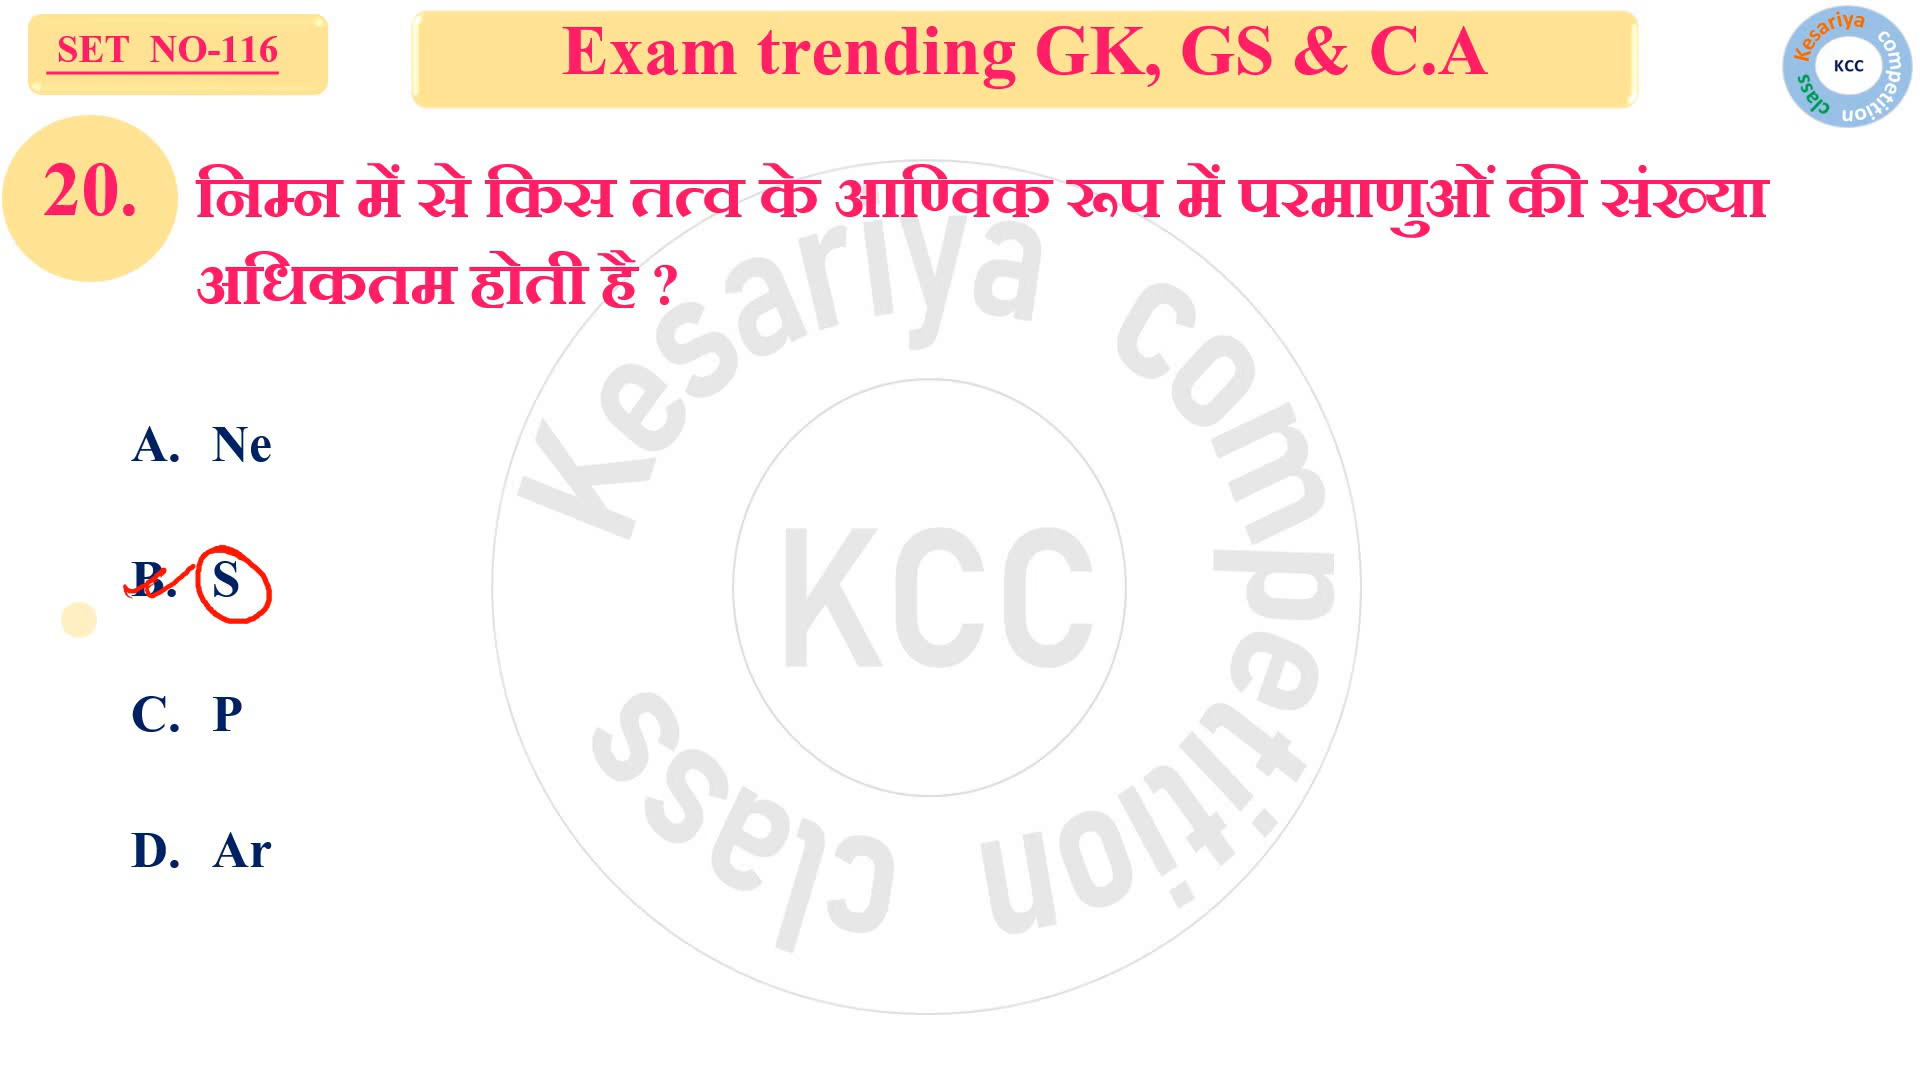 SET NO-116
Exam trending GK, GS & C.A
Kesariya competition class
KCC
20. निम्न में से किस तत्व के आण्विक रूप में परमाणुओं की संख्या
अधिकतम होती है ?
A. Ne
B. S
C. P
D. Ar
Kesariya competition class
KCC